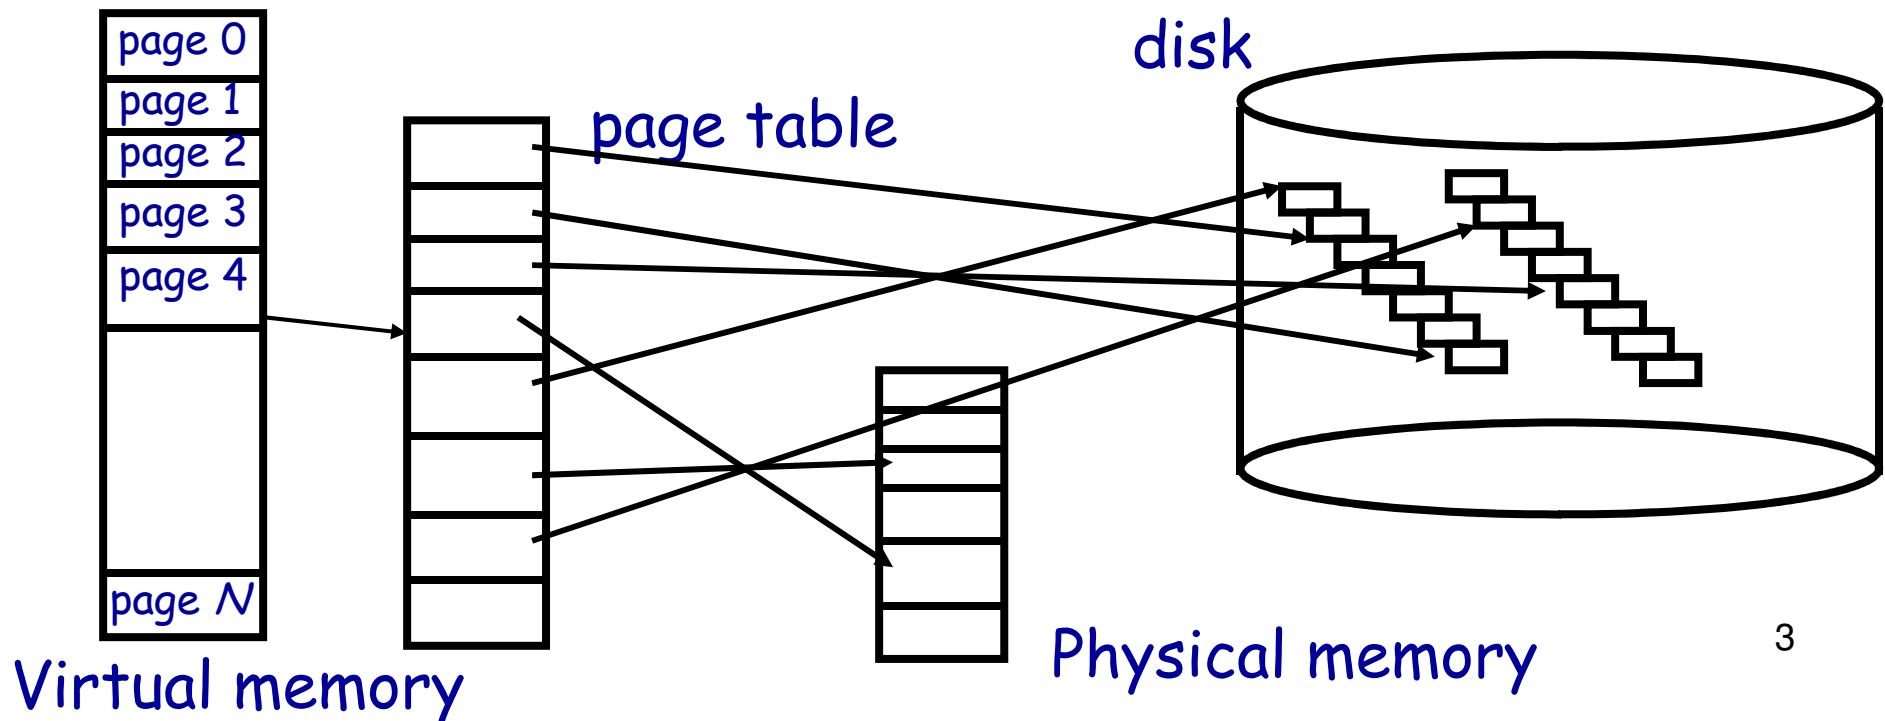 page 0
page 1
page 2
page 3
page 4
page N
Virtual memory
page table
disk
Physical memory
3